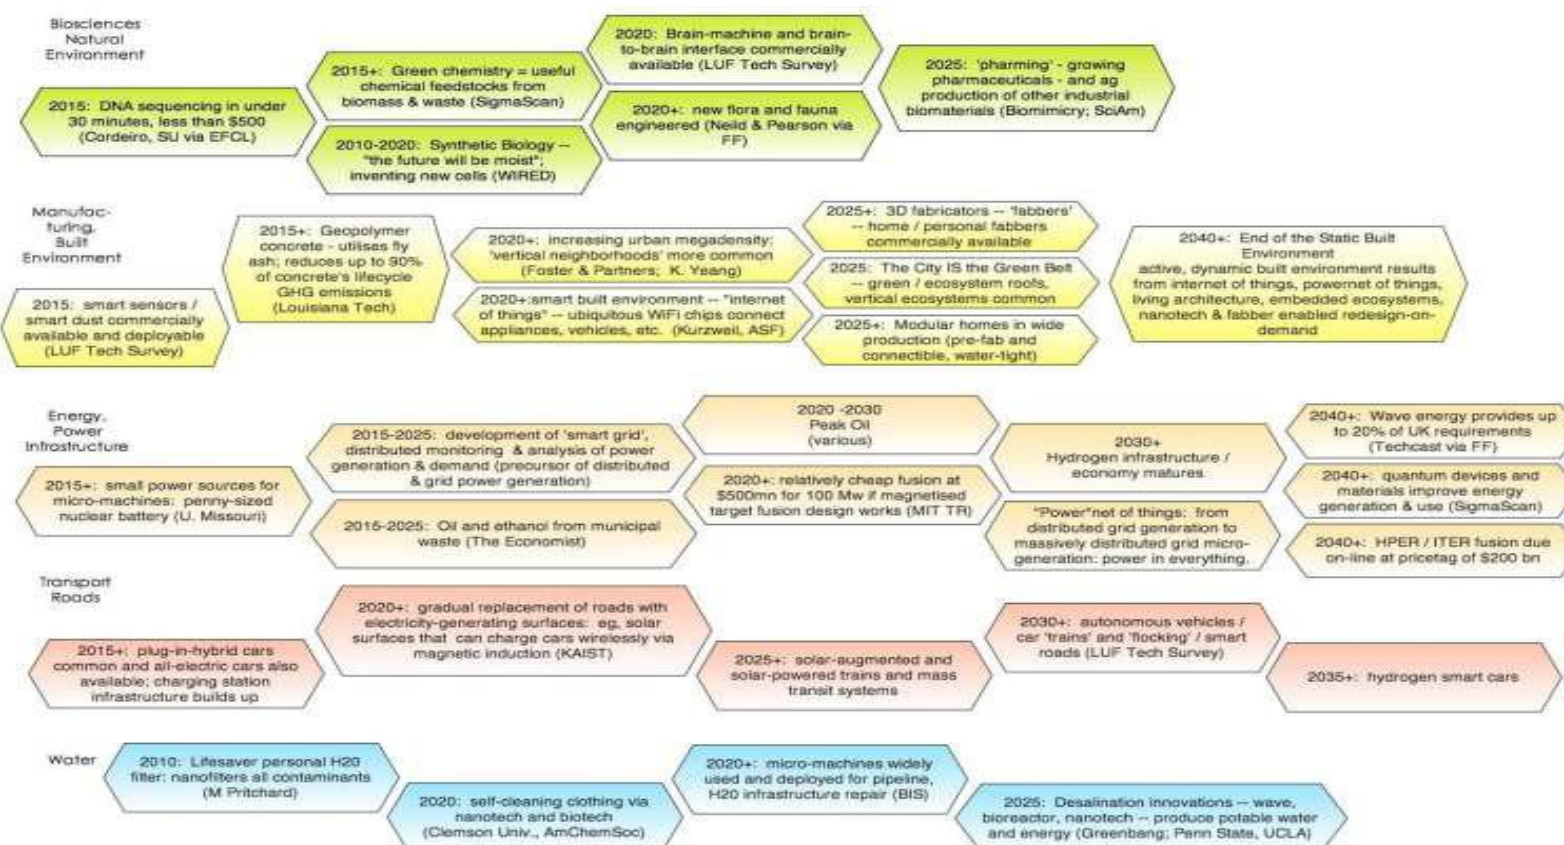 Biosciences
Natural
Environment
2015: DNA sequencing in under
30 minutes, less than $500
(Cordeiro, SU via EFCL)
2015+: Green chemistry = useful
chemical feedstocks from
biomass & waste (SigmaScan)
2010-2020: Synthetic Biology --
"the future will be moist";
inventing new cells (WIRED)
2020: Brain-machine and brain-
to-brain interface commercially
available (LUF Tech Survey)
2020+: new flora and fauna
engineered (Neild & Pearson via
FF)
2025: 'pharming' - growing
pharmaceuticals - and ag
production of other industrial
biomaterials (Biomimicry; SciAm)
Manufac-
turing,
Built
Environment
2015: smart sensors /
smart dust commercially
available and deployable
(LUF Tech Survey)
2015+: Geopolymer
concrete - utilises fly
ash; reduces up to 90%
of concrete's lifecycle
GHG emissions
(Louisiana Tech)
2020+: increasing urban megadensity;
'vertical neighborhoods' more common
(Foster & Partners; K. Yeang)
2020+:smart built environment -- "internet
of things" -- ubiquitous WiFi chips connect
appliances, vehicles, etc. (Kurzweil, ASF)
2025+: 3D fabricators -- 'fabbers'
-- home / personal fabbers
commercially available
2025: The City IS the Green Belt
-- green / ecosystem roofs,
vertical ecosystems common
2025+: Modular homes in wide
production (pre-fab and
connectible, water-tight)
2040+: End of the Static Built
Environment
active, dynamic built environment results
from internet of things, powernet of things,
living architecture, embedded ecosystems,
nanotech & fabber enabled redesign-on-
demand
Energy,
Power
Infrastructure
2015+: small power sources for
micro-machines: penny-sized
nuclear battery (U. Missouri)
2015-2025: development of 'smart grid',
distributed monitoring & analysis of power
generation & demand (precursor of distributed
& grid power generation)
2015-2025: Oil and ethanol from municipal
waste (The Economist)
2020 -2030
Peak Oil
(various)
2020+: relatively cheap fusion at
$500mn for 100 Mw if magnetised
target fusion design works (MIT TR)
2030+
Hydrogen infrastructure /
economy matures
"Power"net of things: from
distributed grid generation to
massively distributed grid micro-
generation: power in everything.
2040+: Wave energy provides up
to 20% of UK requirements
(Techcast via FF)
2040+: quantum devices and
materials improve energy
generation & use (SigmaScan)
2040+: HPER / ITER fusion due
on-line at pricetag of $200 bn
Transport
Roads
2015+: plug-in-hybrid cars
common and all-electric cars also
available; charging station
infrastructure builds up
2020+: gradual replacement of roads with
electricity-generating surfaces: eg, solar
surfaces that can charge cars wirelessly via
magnetic induction (KAIST)
2025+: solar-augmented and
solar-powered trains and mass
transit systems
2030+: autonomous vehicles /
car 'trains' and 'flocking' / smart
roads (LUF Tech Survey)
2035+: hydrogen smart cars
Water
2010: Lifesaver personal H20
filter: nanofilters all contaminants
(M Pritchard)
2020: self-cleaning clothing via
nanotech and biotech
(Clemson Univ., AmChemSoc)
2020+: micro-machines widely
used and deployed for pipeline,
H20 infrastructure repair (BIS)
2025: Desalination innovations -- wave,
bioreactor, nanotech -- produce potable water
and energy (Greenbang; Penn State, UCLA)